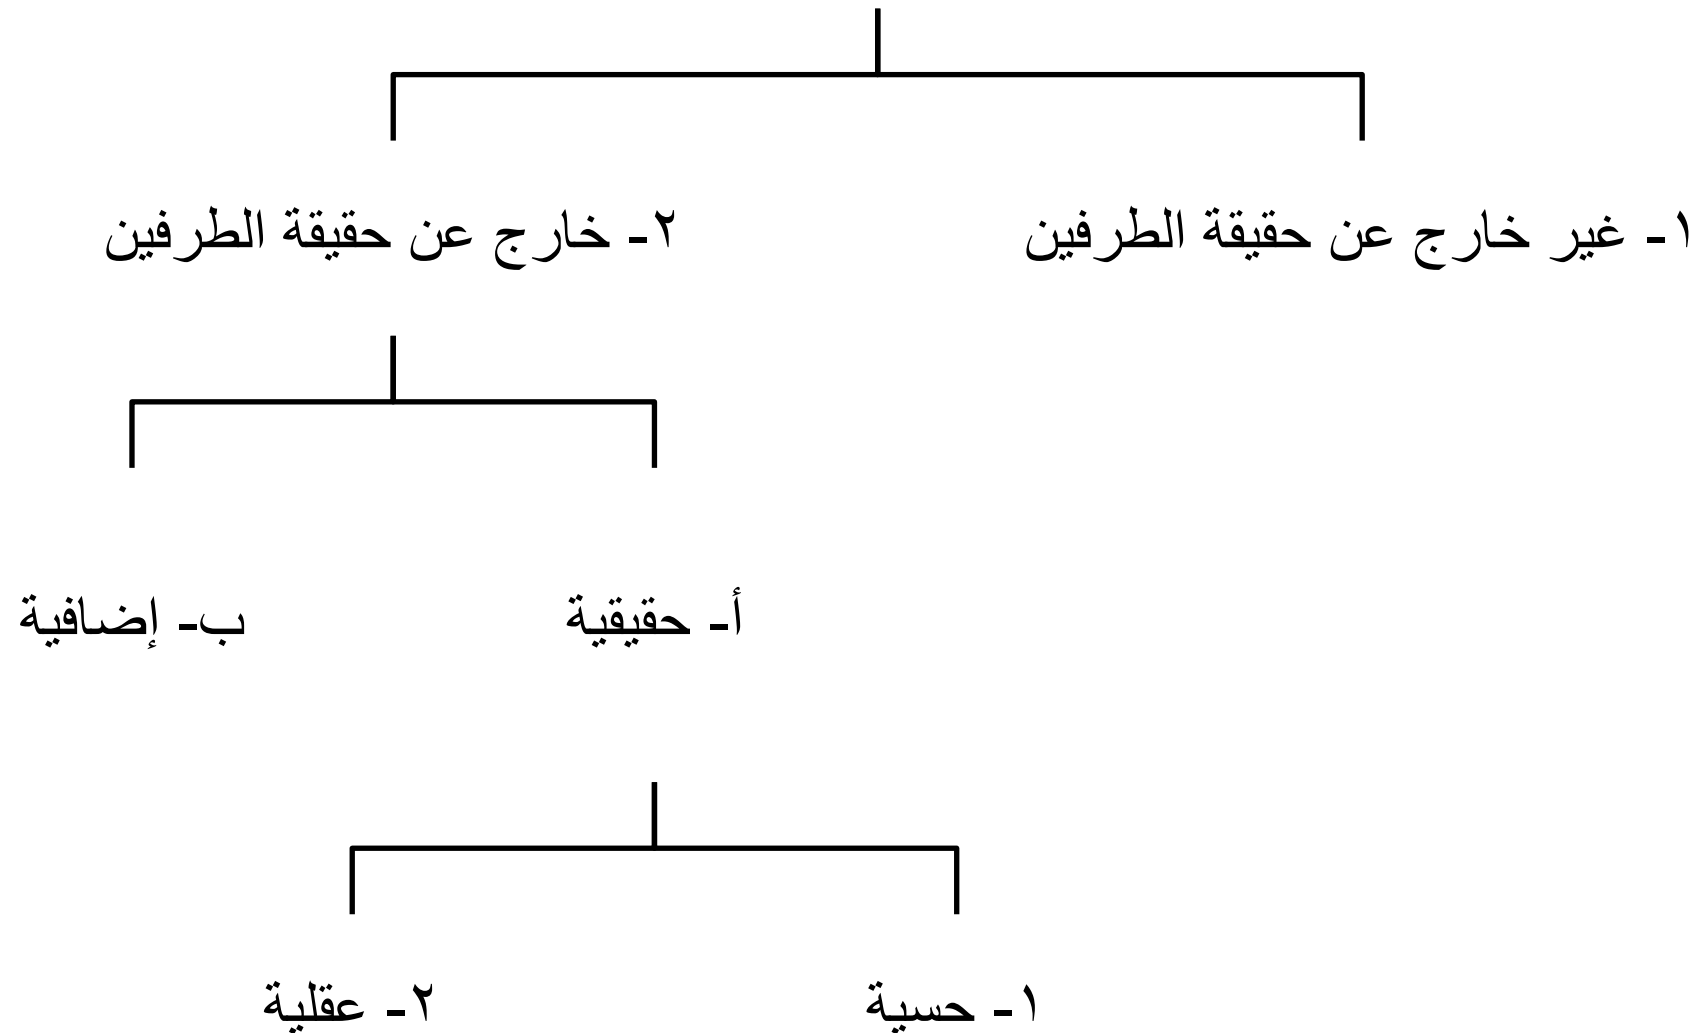 ١- غير خارج عن حقيقة الطرفين
٢- خارج عن حقيقة الطرفين
أ- حقيقية
ب- إضافية
١- حسية
٢- عقلية